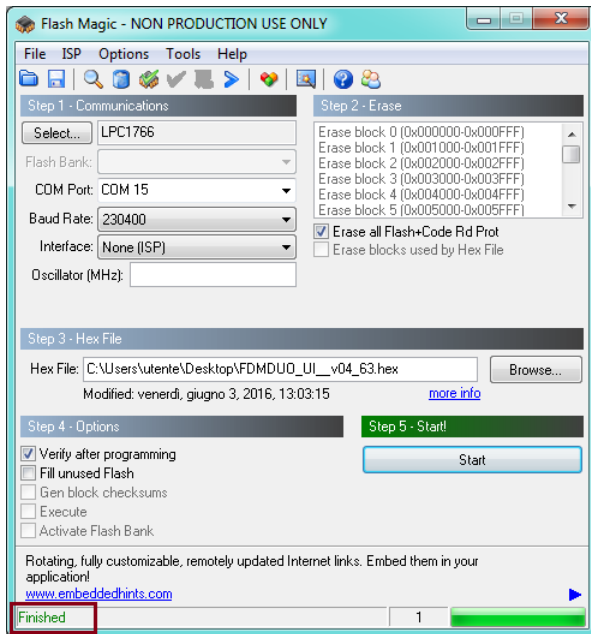 Flash Magic - NON PRODUCTION USE ONLY
File ISP Options Tools Help
Step 1 - Communications
Select... LPC1766
Flash Bank:
COM Port: COM 15
Baud Rate: 230400
Interface: None (ISP)
Oscillator (MHz):
Step 2 - Erase
Erase block 0 (0x000000-0x000FFF)
Erase block 1 (0x001000-0x001FFF)
Erase block 2 (0x002000-0x002FFF)
Erase block 3 (0x003000-0x003FFF)
Erase block 4 (0x004000-0x004FFF)
Erase block 5 (0x005000-0x005FFF)
Erase all Flash+Code Rd Prot
Erase blocks used by Hex File
Step 3 - Hex File
Hex File: C:\Users\utente\Desktop\FDMDUO_UI__v04_63.hex Browse...
Modified: venerdì, giugno 3, 2016, 13:03:15 more info
Step 4 - Options
Verify after programming
Fill unused Flash
Gen block checksums
Execute
Activate Flash Bank
Step 5 - Start!
Start
Rotating, fully customizable, remotely updated Internet links. Embed them in your
application!
www.embeddedhints.com
Finished 1